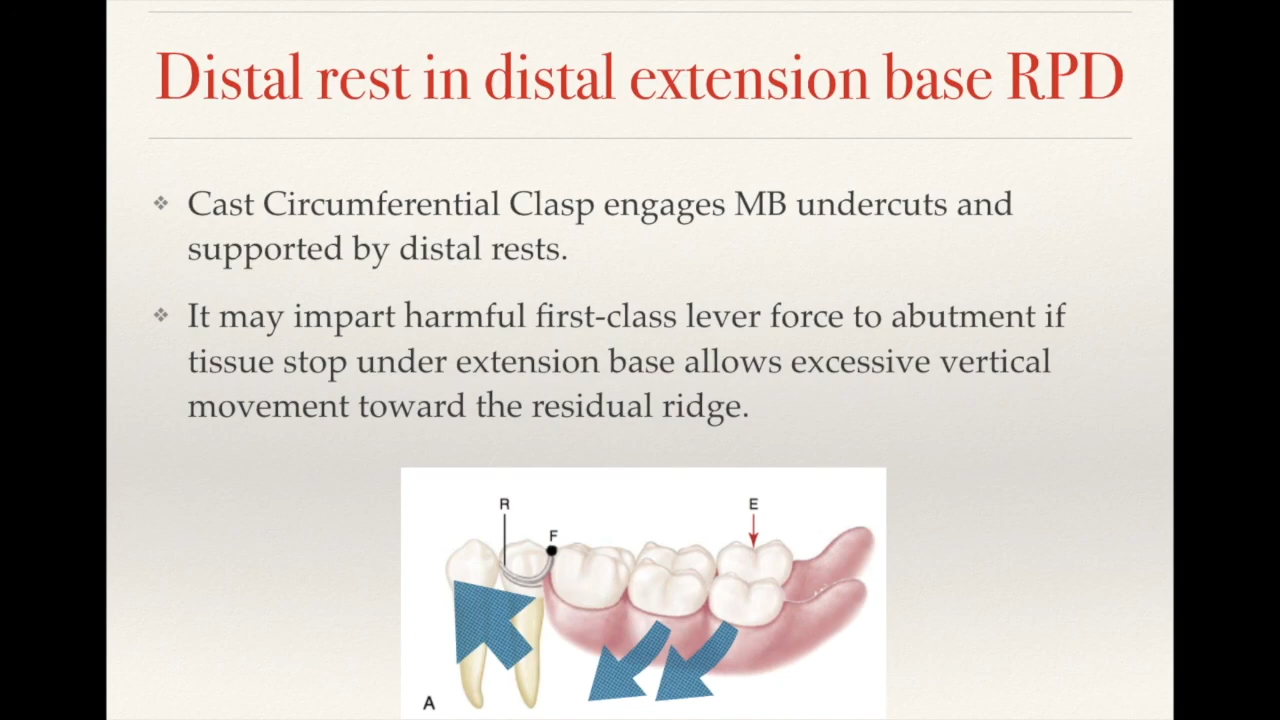 Distal rest in distal extension base RPD
Cast Circumferential Clasp engages MB undercuts and
supported by distal rests.
It may impart harmful first-class lever force to abutment if
tissue stop under extension base allows excessive vertical
movement toward the residual ridge.
R
E
F
A